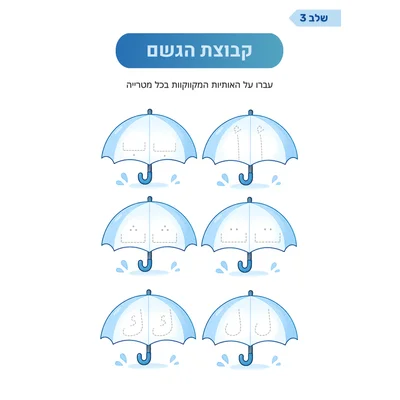 שלב 3
קבוצת הגשם
עברו על האותיות המקווקוות בכל מטרייה
أ أ
ب ب
ت ت
ث ث
ل ل
ك ك